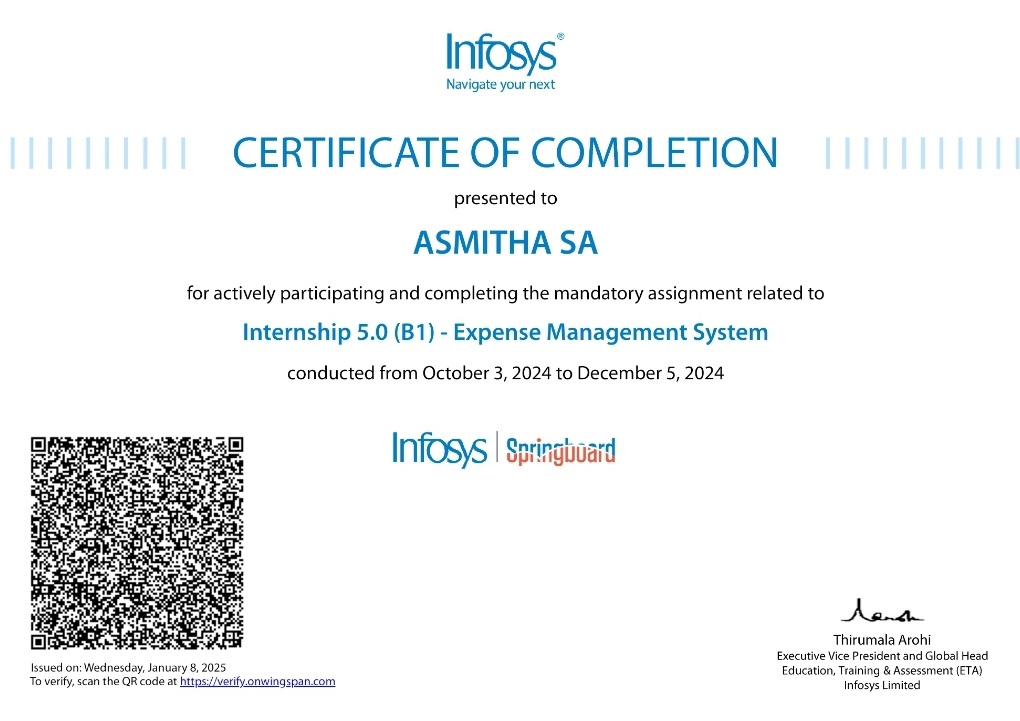 Infosys®
Navigate your next
CERTIFICATE OF COMPLETION
presented to
ASMITHA SA
for actively participating and completing the mandatory assignment related to
Internship 5.0 (B1) - Expense Management System
conducted from October 3, 2024 to December 5, 2024
Infosys | Springboard
Issued on: Wednesday, January 8, 2025
To verify, scan the QR code at https://verify.onwingspan.com
Thirumala Arohi
Executive Vice President and Global Head
Education, Training & Assessment (ETA)
Infosys Limited